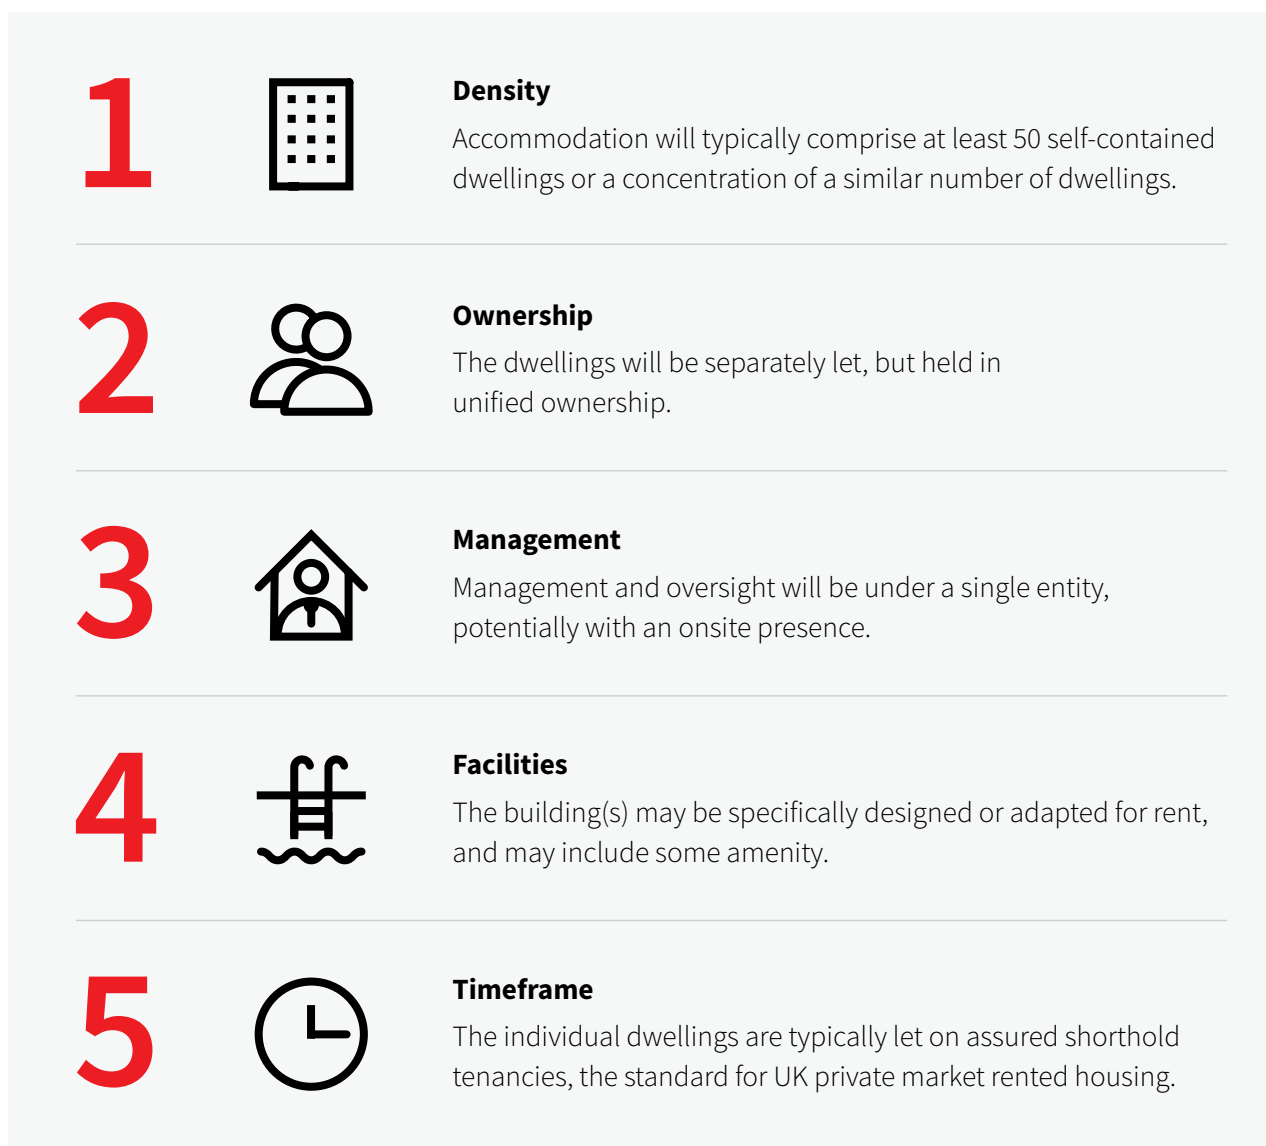 1
Density
Accommodation will typically comprise at least 50 self-contained
dwellings or a concentration of a similar number of dwellings.
2
Ownership
The dwellings will be separately let, but held in
unified ownership.
3
Management
Management and oversight will be under a single entity,
potentially with an onsite presence.
4
Facilities
The building(s) may be specifically designed or adapted for rent,
and may include some amenity.
5
Timeframe
The individual dwellings are typically let on assured shorthold
tenancies, the standard for UK private market rented housing.